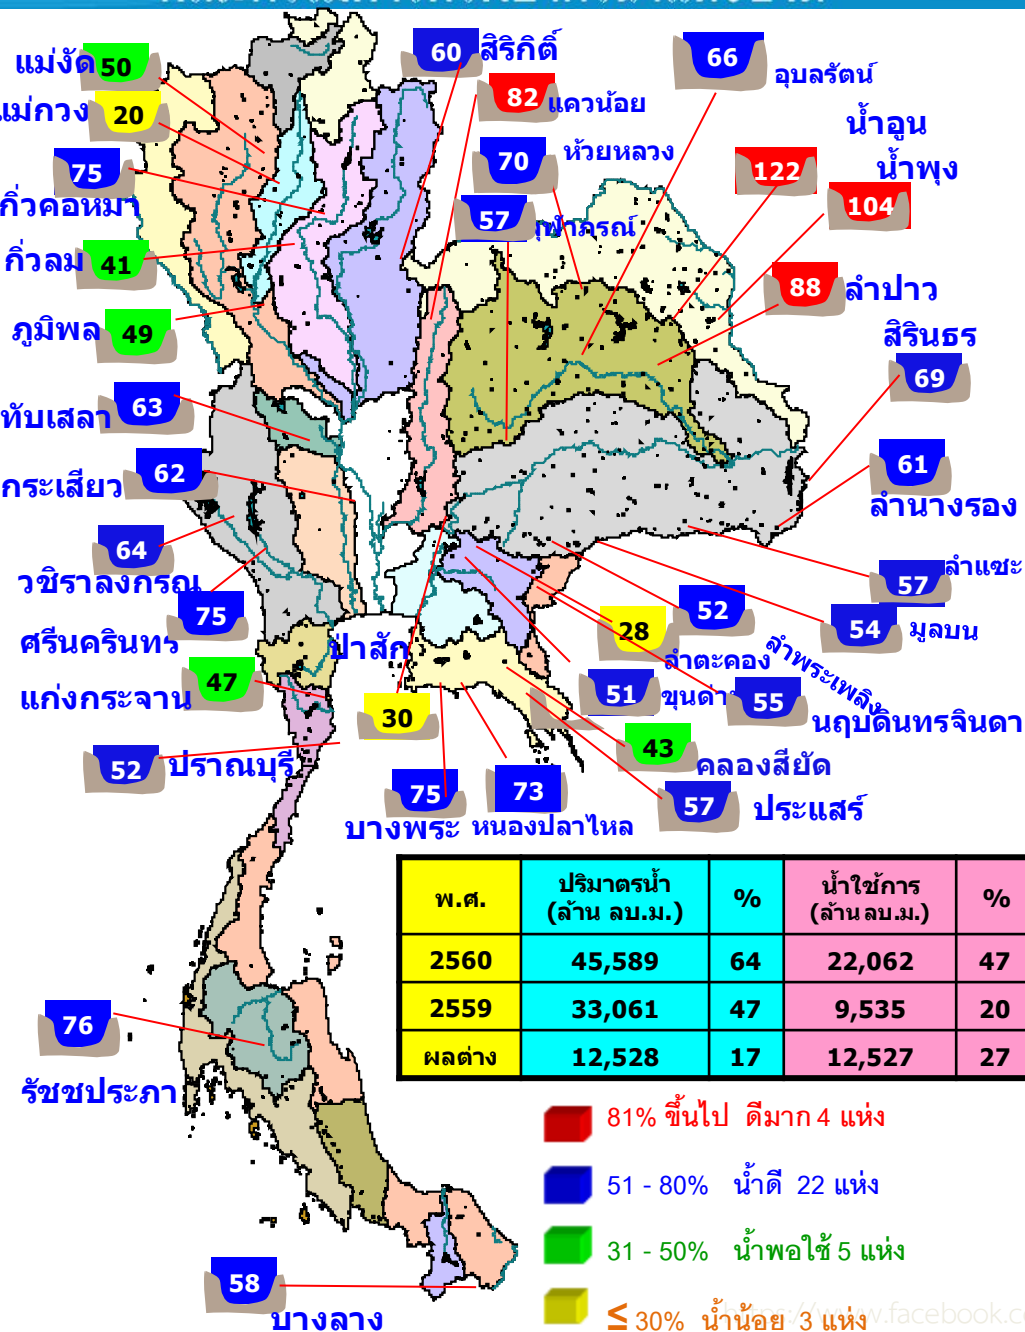 60 สิริกิติ์
66 อุบลรัตน์
แม่งัด 50
82 แควน้อย
แม่กวง 20
น้ำอูน
70 ห้วยหลวง
122 น้ำพุง
75
กิ่วคอหมา
57
104
กิ่วลม 41
88 ลำปาว
ภูมิพล 49
สิรินธร
69
ทับเสลา 63
กระเสียว 62
61
ลำนางรอง
64
วชิราลงกรณ
57 ลำแชะ
75
ศรีนครินทร
52
54 มูลบน
28
ป่าสัก
ลำตะคอง
ลำพระเพลิง
แก่งกระจาน 47
51
55
30
นฤบดินทรจินดา
43
52 ปราณบุรี
คลองสียัด
75 73
57 ประแสร์
บางพระ หนองปลาไหล
พ.ศ. ปริมาตรน้ำ (ล้าน ลบ.ม.) % น้ำใช้การ (ล้าน ลบ.ม.) %
2560 45,589 64 22,062 47
2559 33,061 47 9,535 20
ผลต่าง 12,528 17 12,527 27
76
รัชชประภา
81% ขึ้นไป ดีมาก 4 แห่ง
51 - 80% น้ำดี 22 แห่ง
31 - 50% น้ำพอใช้ 5 แห่ง
≤ 30% น้ำน้อย 3 แห่ง
58
บางลาง